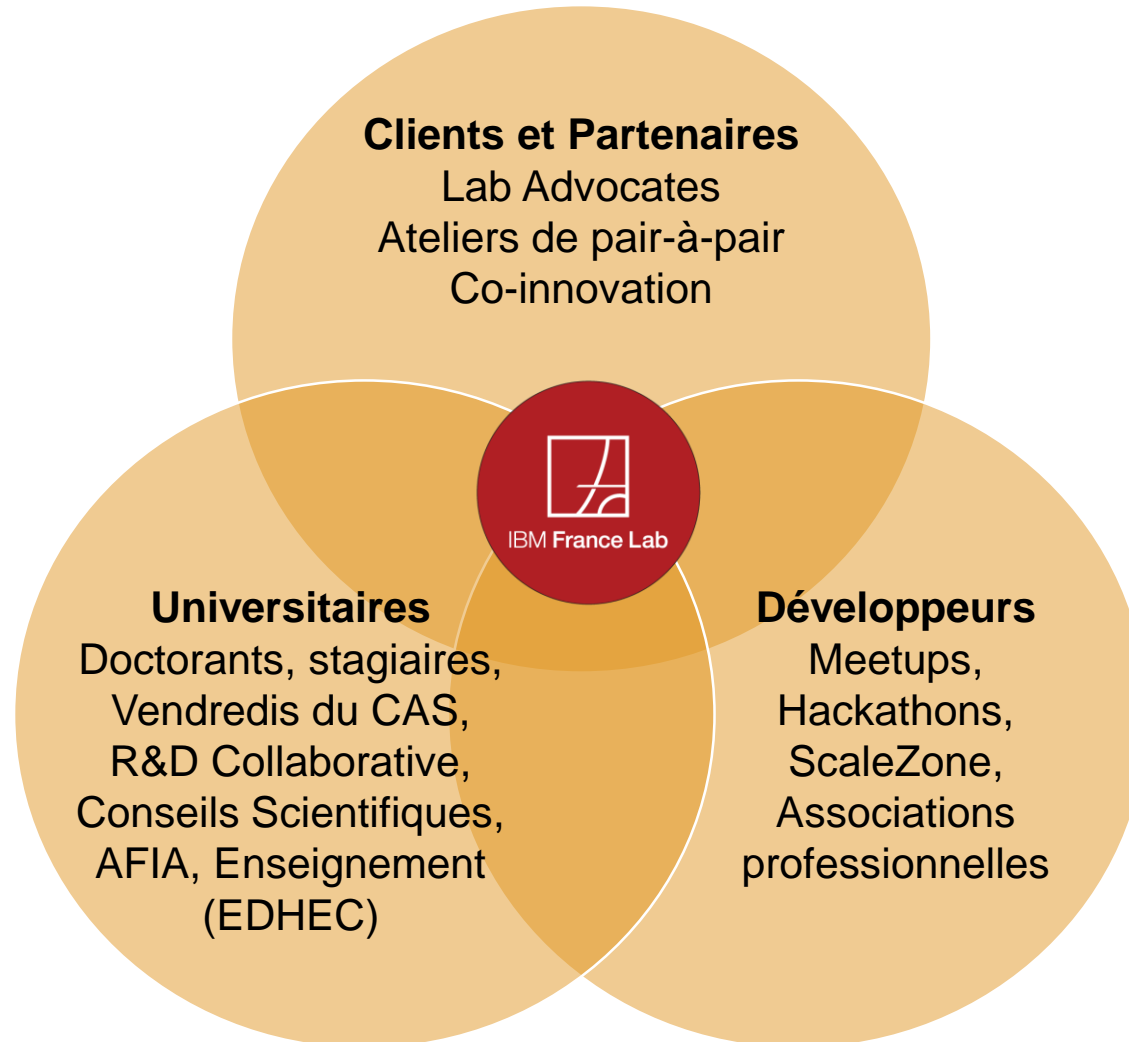 Clients et Partenaires
Lab Advocates
Ateliers de pair-à-pair
Co-innovation
IBM France Lab
Universitaires
Doctorants, stagiaires,
Vendredis du CAS,
R&D Collaborative,
Conseils Scientifiques,
AFIA, Enseignement
(EDHEC)
Développeurs
Meetups,
Hackathons,
ScaleZone,
Associations
professionnelles